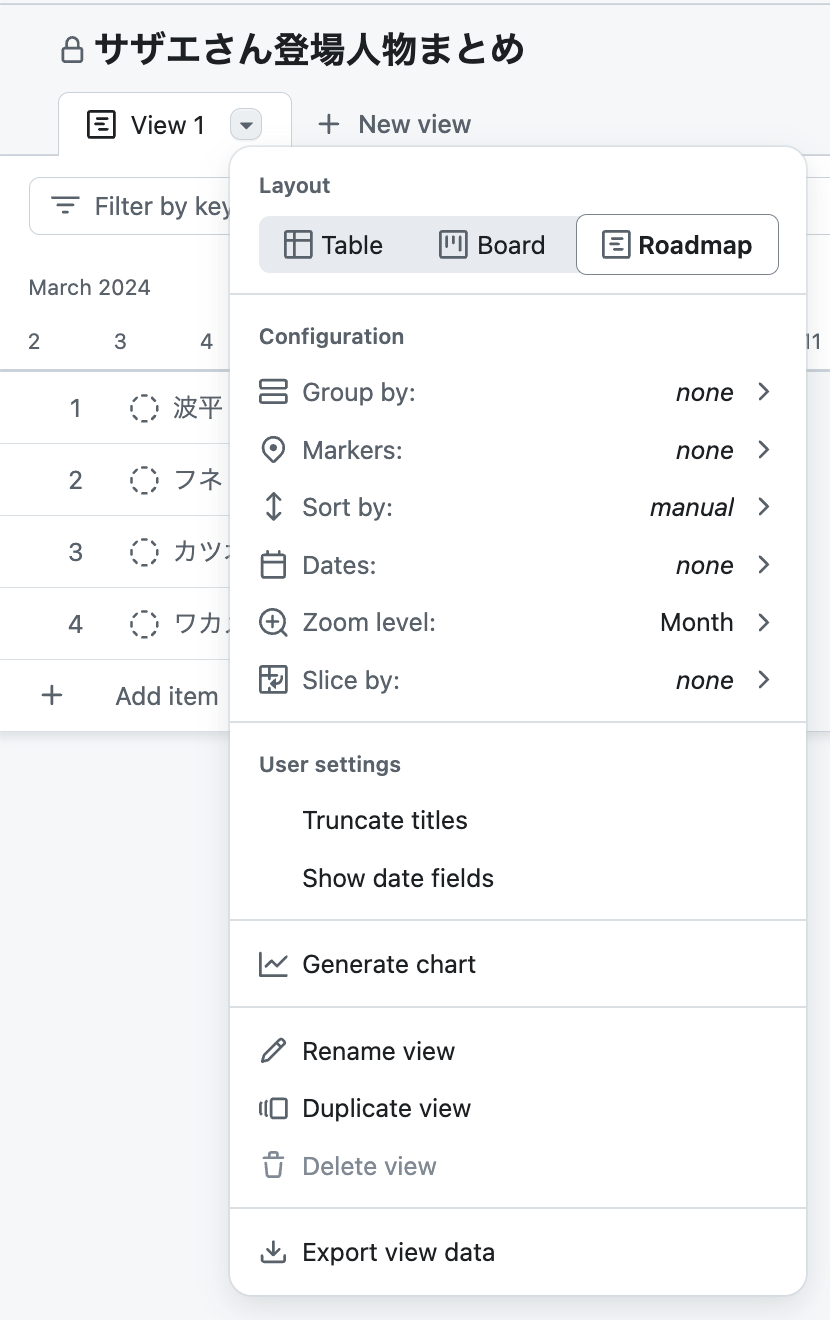 サザエさん登場人物まとめ
View 1
New view
Filter by key
Layout
Table Board Roadmap
March 2024
2 3 4 11
Configuration
Group by: none
Markers: none
Sort by: manual
Dates: none
Zoom level: Month
Slice by: none
1 波平
2 フネ
3 カツ
4 ワカ
Add item
User settings
Truncate titles
Show date fields
Generate chart
Rename view
Duplicate view
Delete view
Export view data